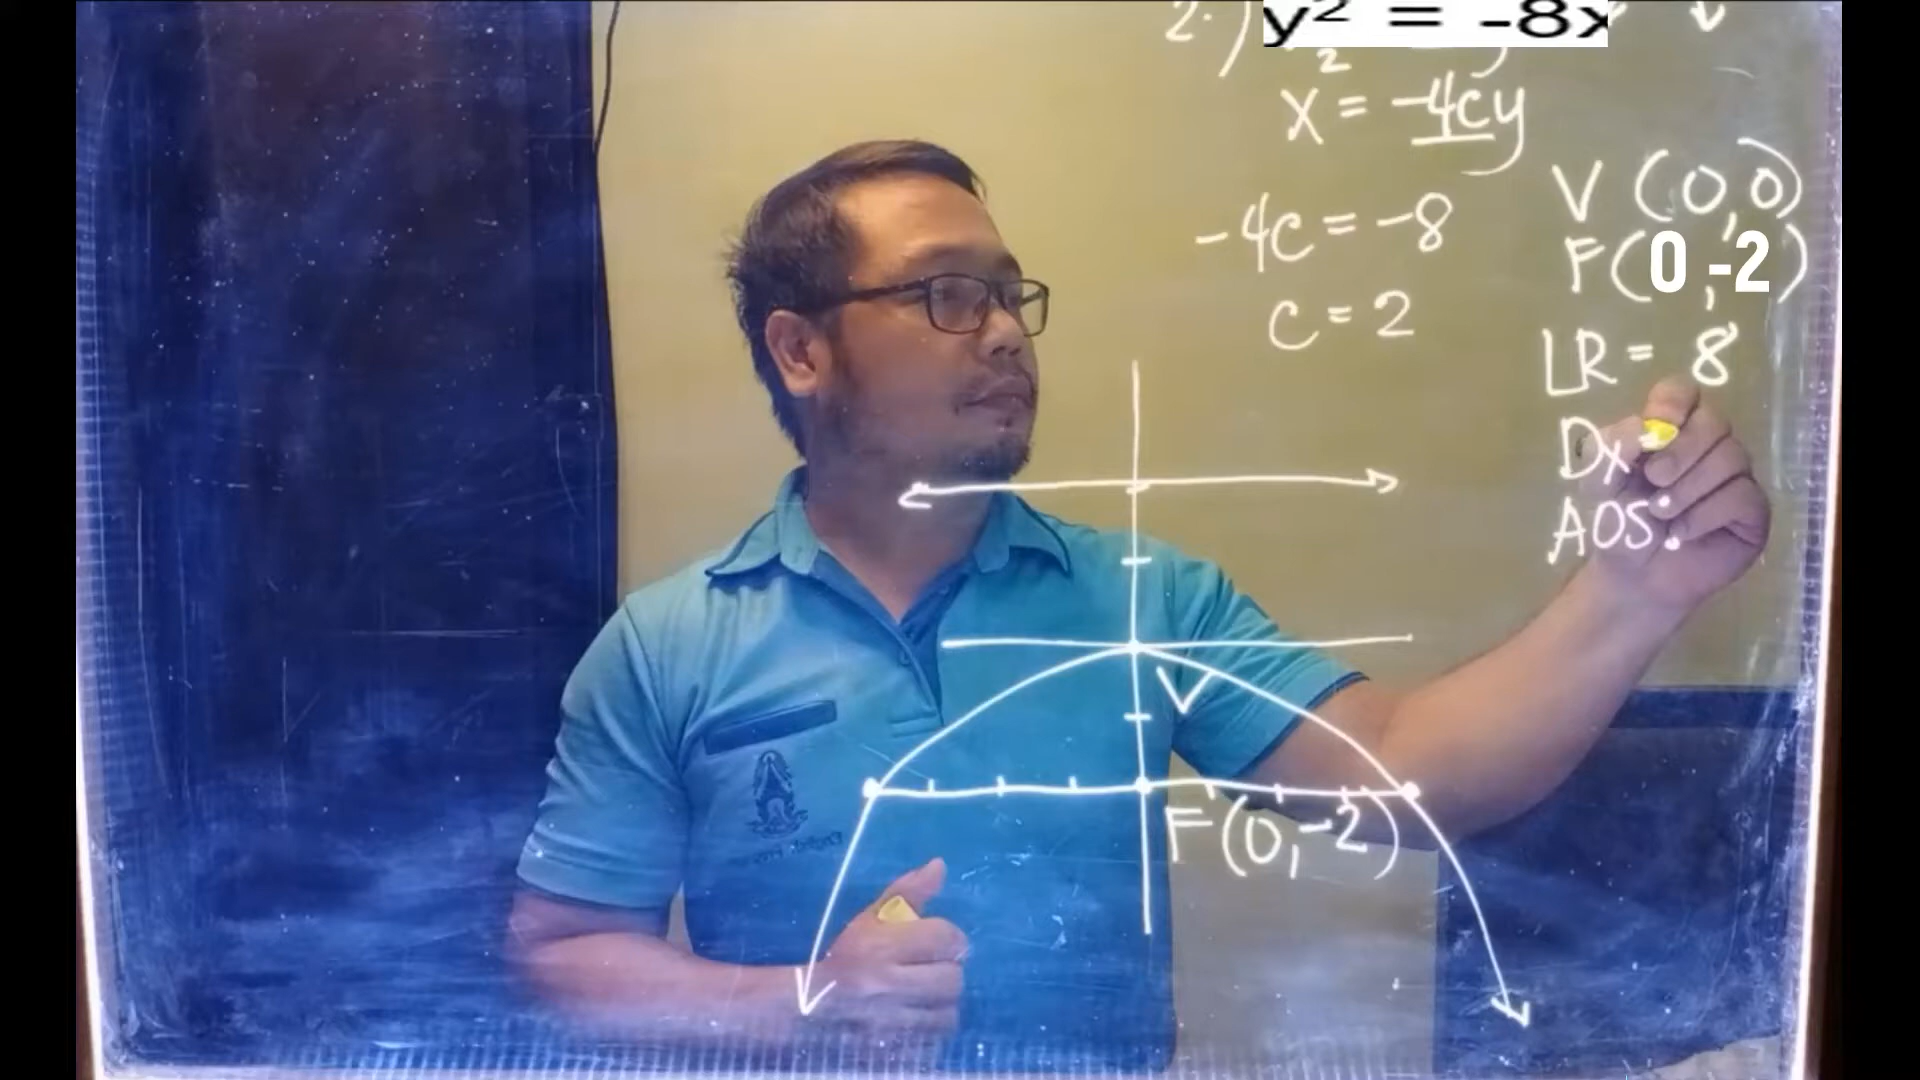 2.) y² = -8x
x² = -4cy
-4c = -8
c = 2
V (0,0)
F(0,-2)
LR = 8
Dx
AOS:
V
F(0,-2)